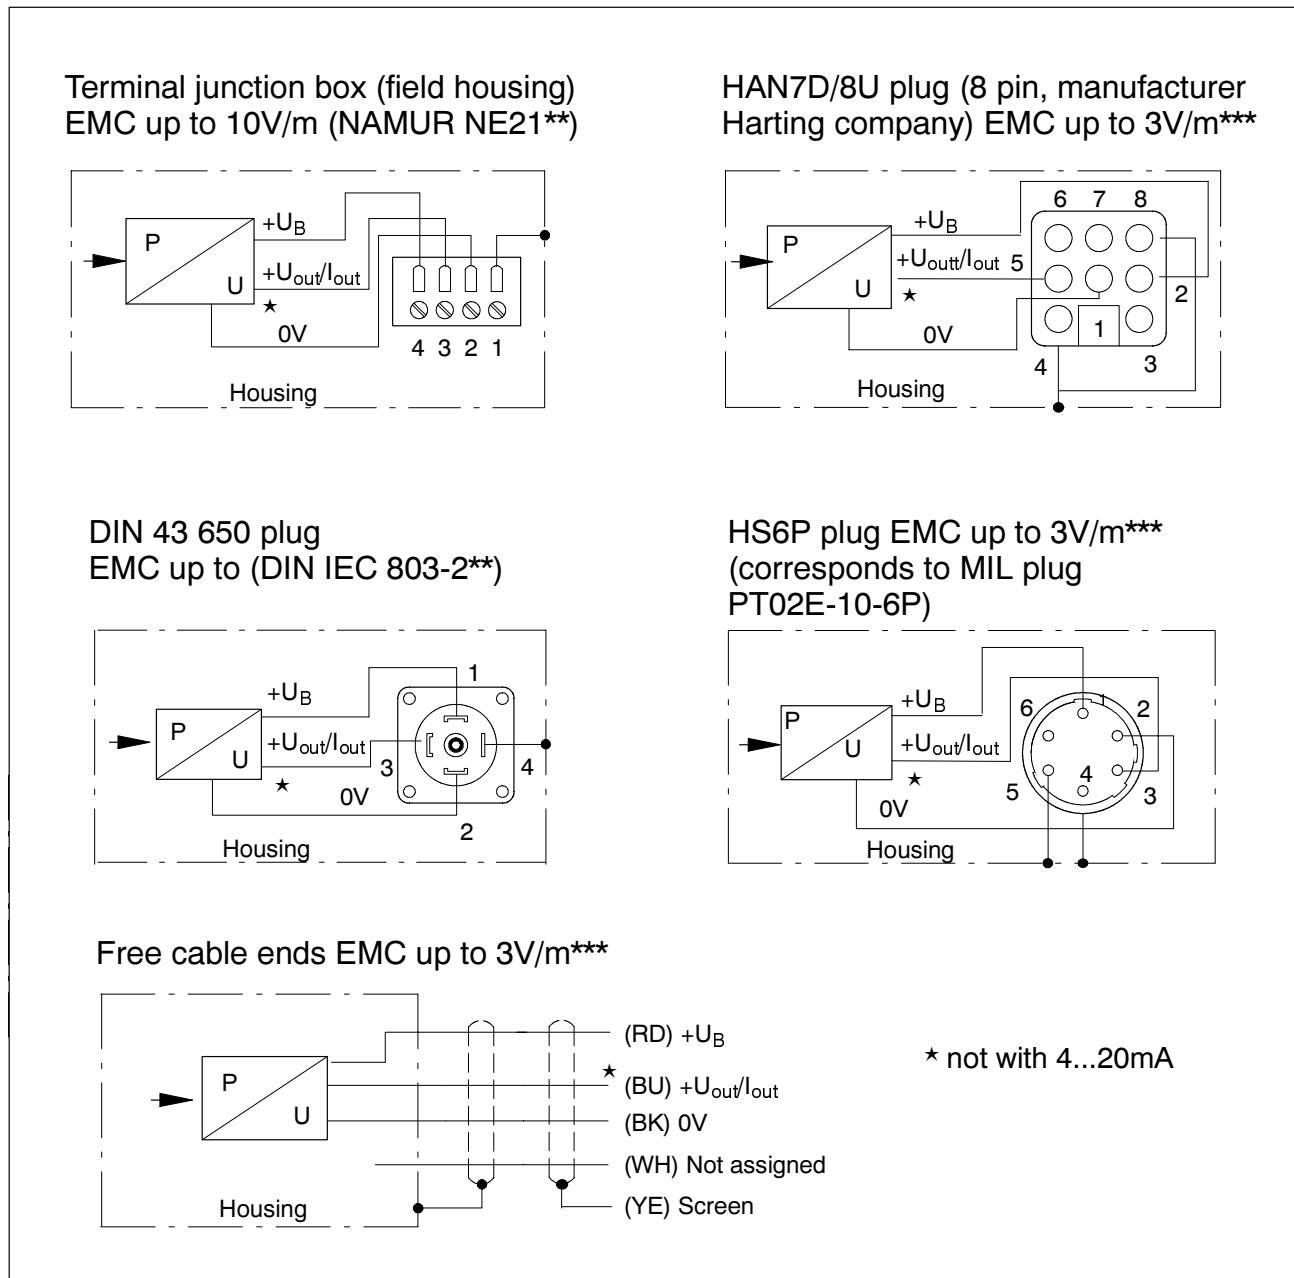 Terminal junction box (field housing)
EMC up to 10V/m (NAMUR NE21**)
+UB
P
U
+Uout/Iout
★
0V
4 3 2 1
Housing
HAN7D/8U plug (8 pin, manufacturer
Harting company) EMC up to 3V/m***
6 7 8
+UB
P
U
+Uoutt/Iout
5
★
2
0V
1
4
3
Housing
DIN 43 650 plug
EMC up to (DIN IEC 803-2**)
1
+UB
P
U
+Uout/Iout
3
4
★
0V
2
Housing
HS6P plug EMC up to 3V/m***
(corresponds to MIL plug
PT02E-10-6P)
+UB
6
1
2
P
U
+Uout/Iout
★
4
5
3
0V
Housing
Free cable ends EMC up to 3V/m***
(RD) +UB
P
U
★ (BU) +Uout/Iout
(BK) 0V
(WH) Not assigned
(YE) Screen
Housing
★ not with 4...20mA